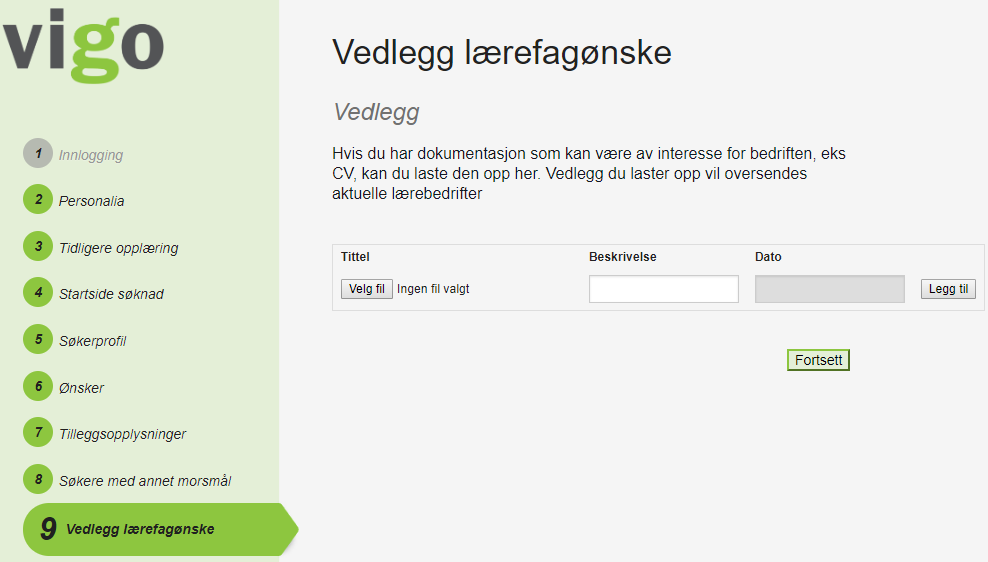 vigo
1 Innlogging
2 Personalia
3 Tidligere opplæring
4 Startside søknad
5 Søkerprofil
6 Ønsker
7 Tilleggsopplysninger
8 Søkere med annet morsmål
9 Vedlegg lærefagønske
Vedlegg lærefagønske
Vedlegg
Hvis du har dokumentasjon som kan være av interesse for bedriften, eks
CV, kan du laste den opp her. Vedlegg du laster opp vil oversendes
aktuelle lærebedrifter
Tittel Beskrivelse Dato
Velg fil Ingen fil valgt Legg til
Fortsett